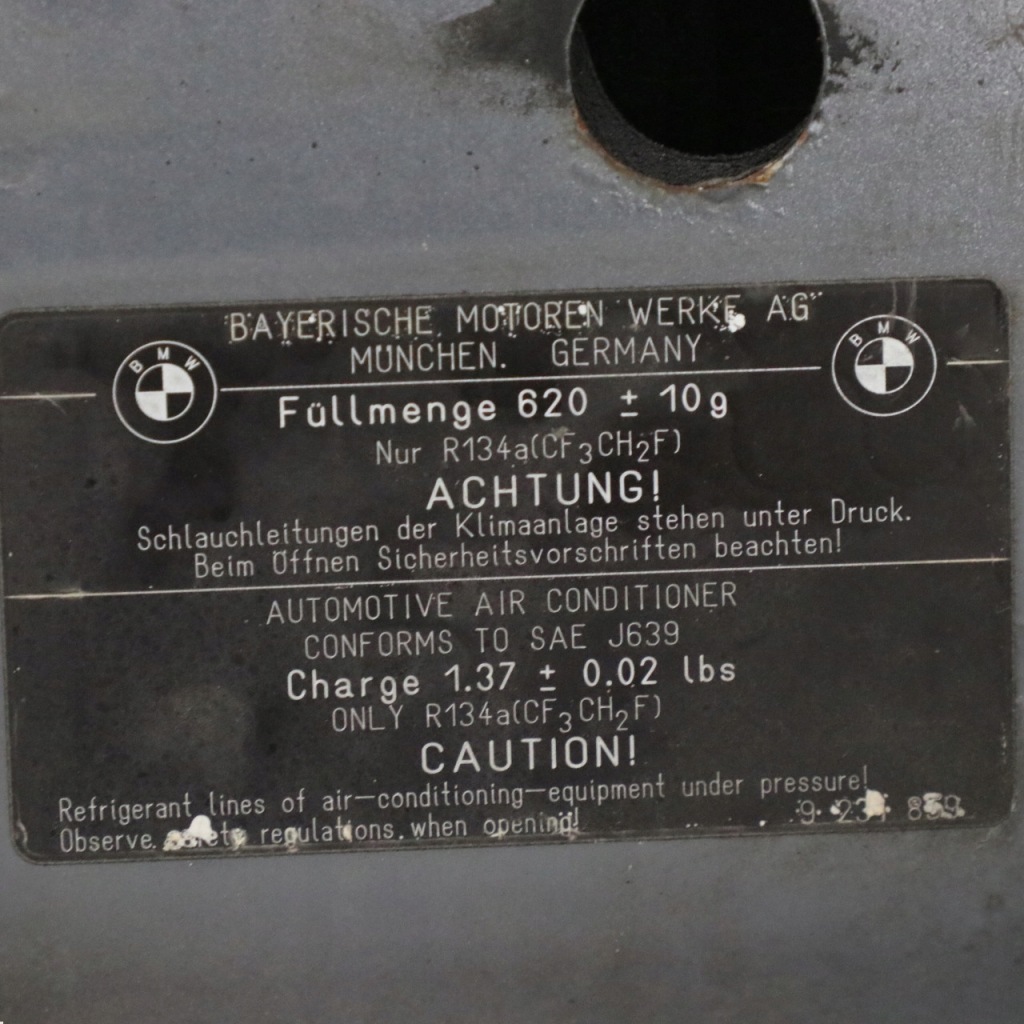 BAYERISCHE MOTOREN WERKE AG
MÜNCHEN. GERMANY
BMW
BMW
Füllmenge 620 ± 10g
Nur R134a(CF₃CH₂F)
ACHTUNG!
Schlauchleitungen der Klimaanlage stehen unter Druck.
Beim Öffnen Sicherheitsvorschriften beachten!
AUTOMOTIVE AIR CONDITIONER
CONFORMS TO SAE J639
Charge 1.37 ± 0.02 lbs
ONLY R134a(CF₃CH₂F)
CAUTION!
Refrigerant lines of air-conditioning-equipment under pressure!
Observe safety regulations when opening!
9